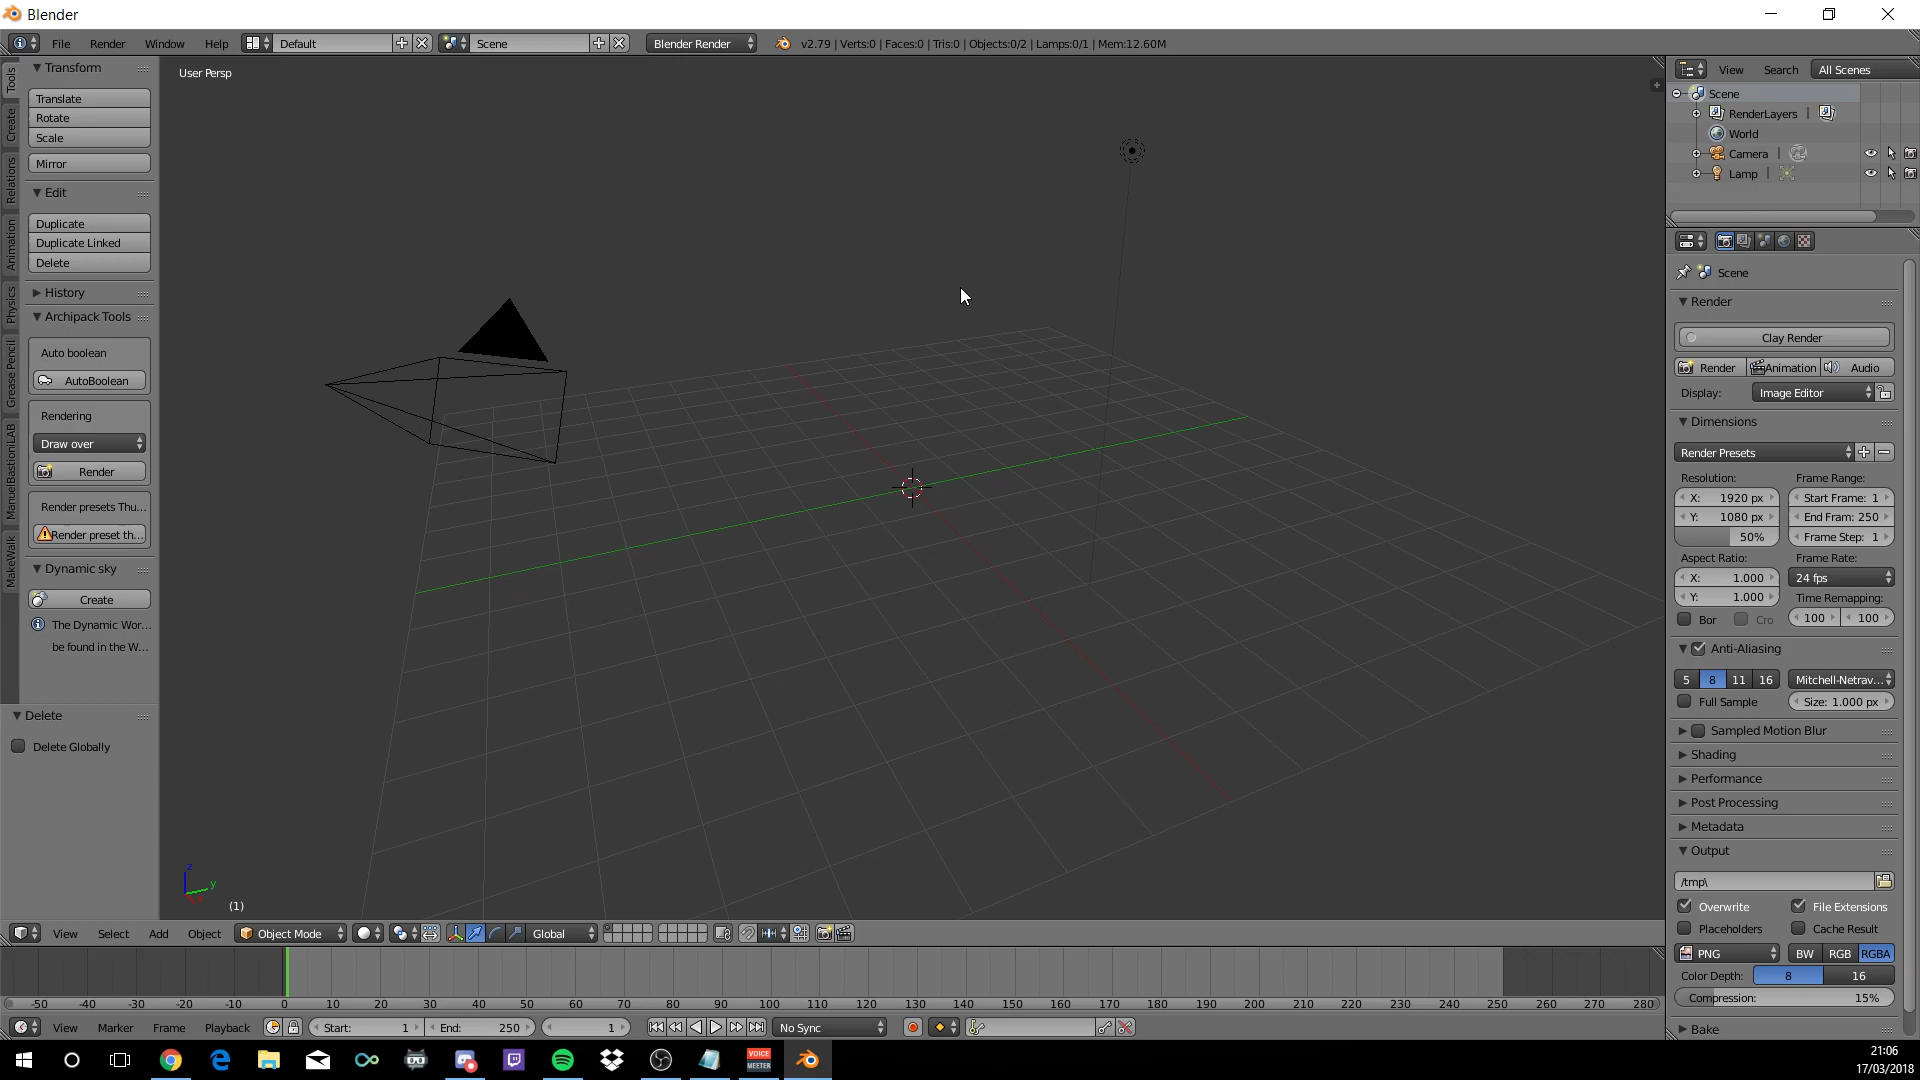 Blender
File Render Window Help Default Scene Blender Render v2.79 | Verts:0 | Faces:0 | Tris:0 | Objects:0/2 | Lamps:0/1 | Mem:12.60M
Tools
Create
Relations
Animation
Physics
Grease Pencil
ManuelBastioniLAB
MakeWalk
Transform
Translate
Rotate
Scale
Mirror
Edit
Duplicate
Duplicate Linked
Delete
History
Archipack Tools
Auto boolean
AutoBoolean
Rendering
Draw over
Render
Render presets Thu...
Render preset th...
Dynamic sky
Create
The Dynamic Wor...
be found in the W...
Delete
Delete Globally
User Persp
z
y
(1)
View Select Add Object Object Mode Global
-50 -40 -30 -20 -10 0 10 20 30 40 50 60 70 80 90 100 110 120 130 140 150 160 170 180 190 200 210 220 230 240 250 260 270 280
View Marker Frame Playback Start: 1 End: 250 1 No Sync
View Search All Scenes
Scene
RenderLayers |
World
Camera |
Lamp |
Scene
Render
Clay Render
Render Animation Audio
Display: Image Editor
Dimensions
Render Presets
Resolution: Frame Range:
X: 1920 px Start Frame: 1
Y: 1080 px End Fram: 250
50% Frame Step: 1
Aspect Ratio: Frame Rate:
X: 1.000 24 fps
Y: 1.000 Time Remapping:
Bor Cro 100 100
Anti-Aliasing
5 8 11 16 Mitchell-Netrav...
Full Sample Size: 1.000 px
Sampled Motion Blur
Shading
Performance
Post Processing
Metadata
Output
/tmp\
Overwrite File Extensions
Placeholders Cache Result
PNG BW RGB RGBA
Color Depth: 8 16
Compression: 15%
Bake
VOICE
MEETER
21:06
17/03/2018